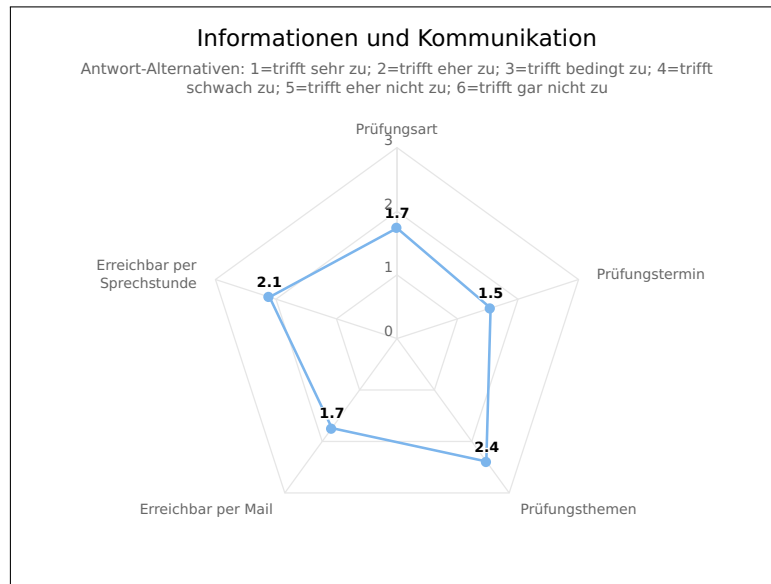 Informationen und Kommunikation
Antwort-Alternativen: 1=trifft sehr zu; 2=trifft eher zu; 3=trifft bedingt zu; 4=trifft
schwach zu; 5=trifft eher nicht zu; 6=trifft gar nicht zu
Prüfungsart
3
2
1.7
1
0
Erreichbar per
Sprechstunde
2.1
1.5
Prüfungstermin
1.7
2.4
Erreichbar per Mail
Prüfungsthemen